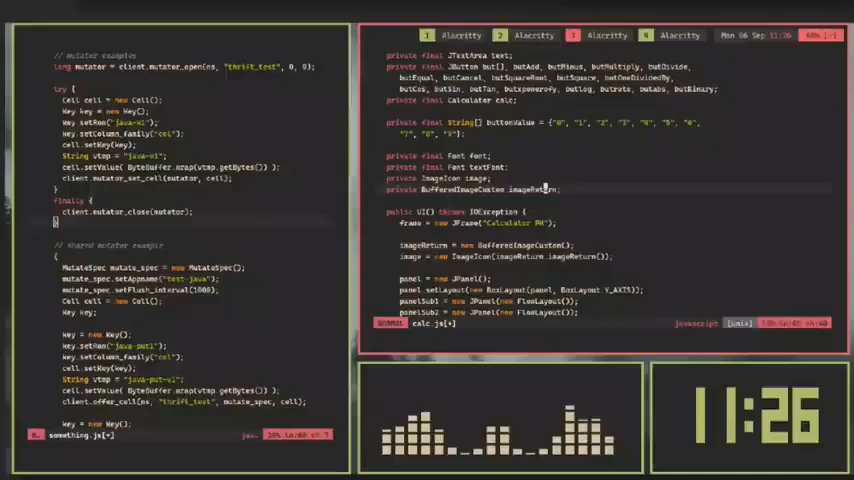 // mutator examples
long mutator = client.mutator_open(ns, "thrift_test", 0, 0);
try {
Cell cell = new Cell();
Key key = new Key();
key.setRow("java-v1");
key.setColumn_family("col");
cell.setKey(key);
String vtmp = "java-v1";
cell.setValue( ByteBuffer.wrap(vtmp.getBytes()) );
client.mutator_set_cell(mutator, cell);
}
finally {
client.mutator_close(mutator);
}
// shared mutator example
{
MutateSpec mutate_spec = new MutateSpec();
mutate_spec.setAppname("test-java");
mutate_spec.setFlush_interval(1000);
Cell cell = new Cell();
Key key;
key = new Key();
key.setRow("java-put1");
key.setColumn_family("col");
cell.setKey(key);
String vtmp = "java-put-v1";
cell.setValue( ByteBuffer.wrap(vtmp.getBytes()) );
client.offer_cell(ns, "thrift_test", mutate_spec, cell);
key = new Key();
something.js[+] jav…
1 Alacritty 2 Alacritty 3 Alacritty 4 Alacritty Mon 06 Sep 11:26
private final JTextArea text;
private final JButton but[], butAdd, butMinus, butMultiply, butDivide,
butEqual, butCancel, butSquareRoot, butSquare, butOneDividedBy,
butCos, butSin, butTan, butxponerofy, butlog, butrate, butabs, butBinary;
private final Calculator calc;
private final String[] buttonValue = {"0", "1", "2", "3", "4", "5", "6",
"7", "8", "9"};
private final Font font;
private final Font textFont;
private ImageIcon image;
private BufferedImageCustom imageReturn;
public UI() throws IOException {
frame = new JFrame("Calculator PH");
imageReturn = new BufferedImageCustom();
image = new ImageIcon(imageReturn.imageReturn());
panel = new JPanel();
panel.setLayout(new BoxLayout(panel, BoxLayout.Y_AXIS));
panelSub1 = new JPanel(new FlowLayout());
panelSub2 = new JPanel(new FlowLayout());
NORMAL calc.js[+] javascript [unix]
11:26